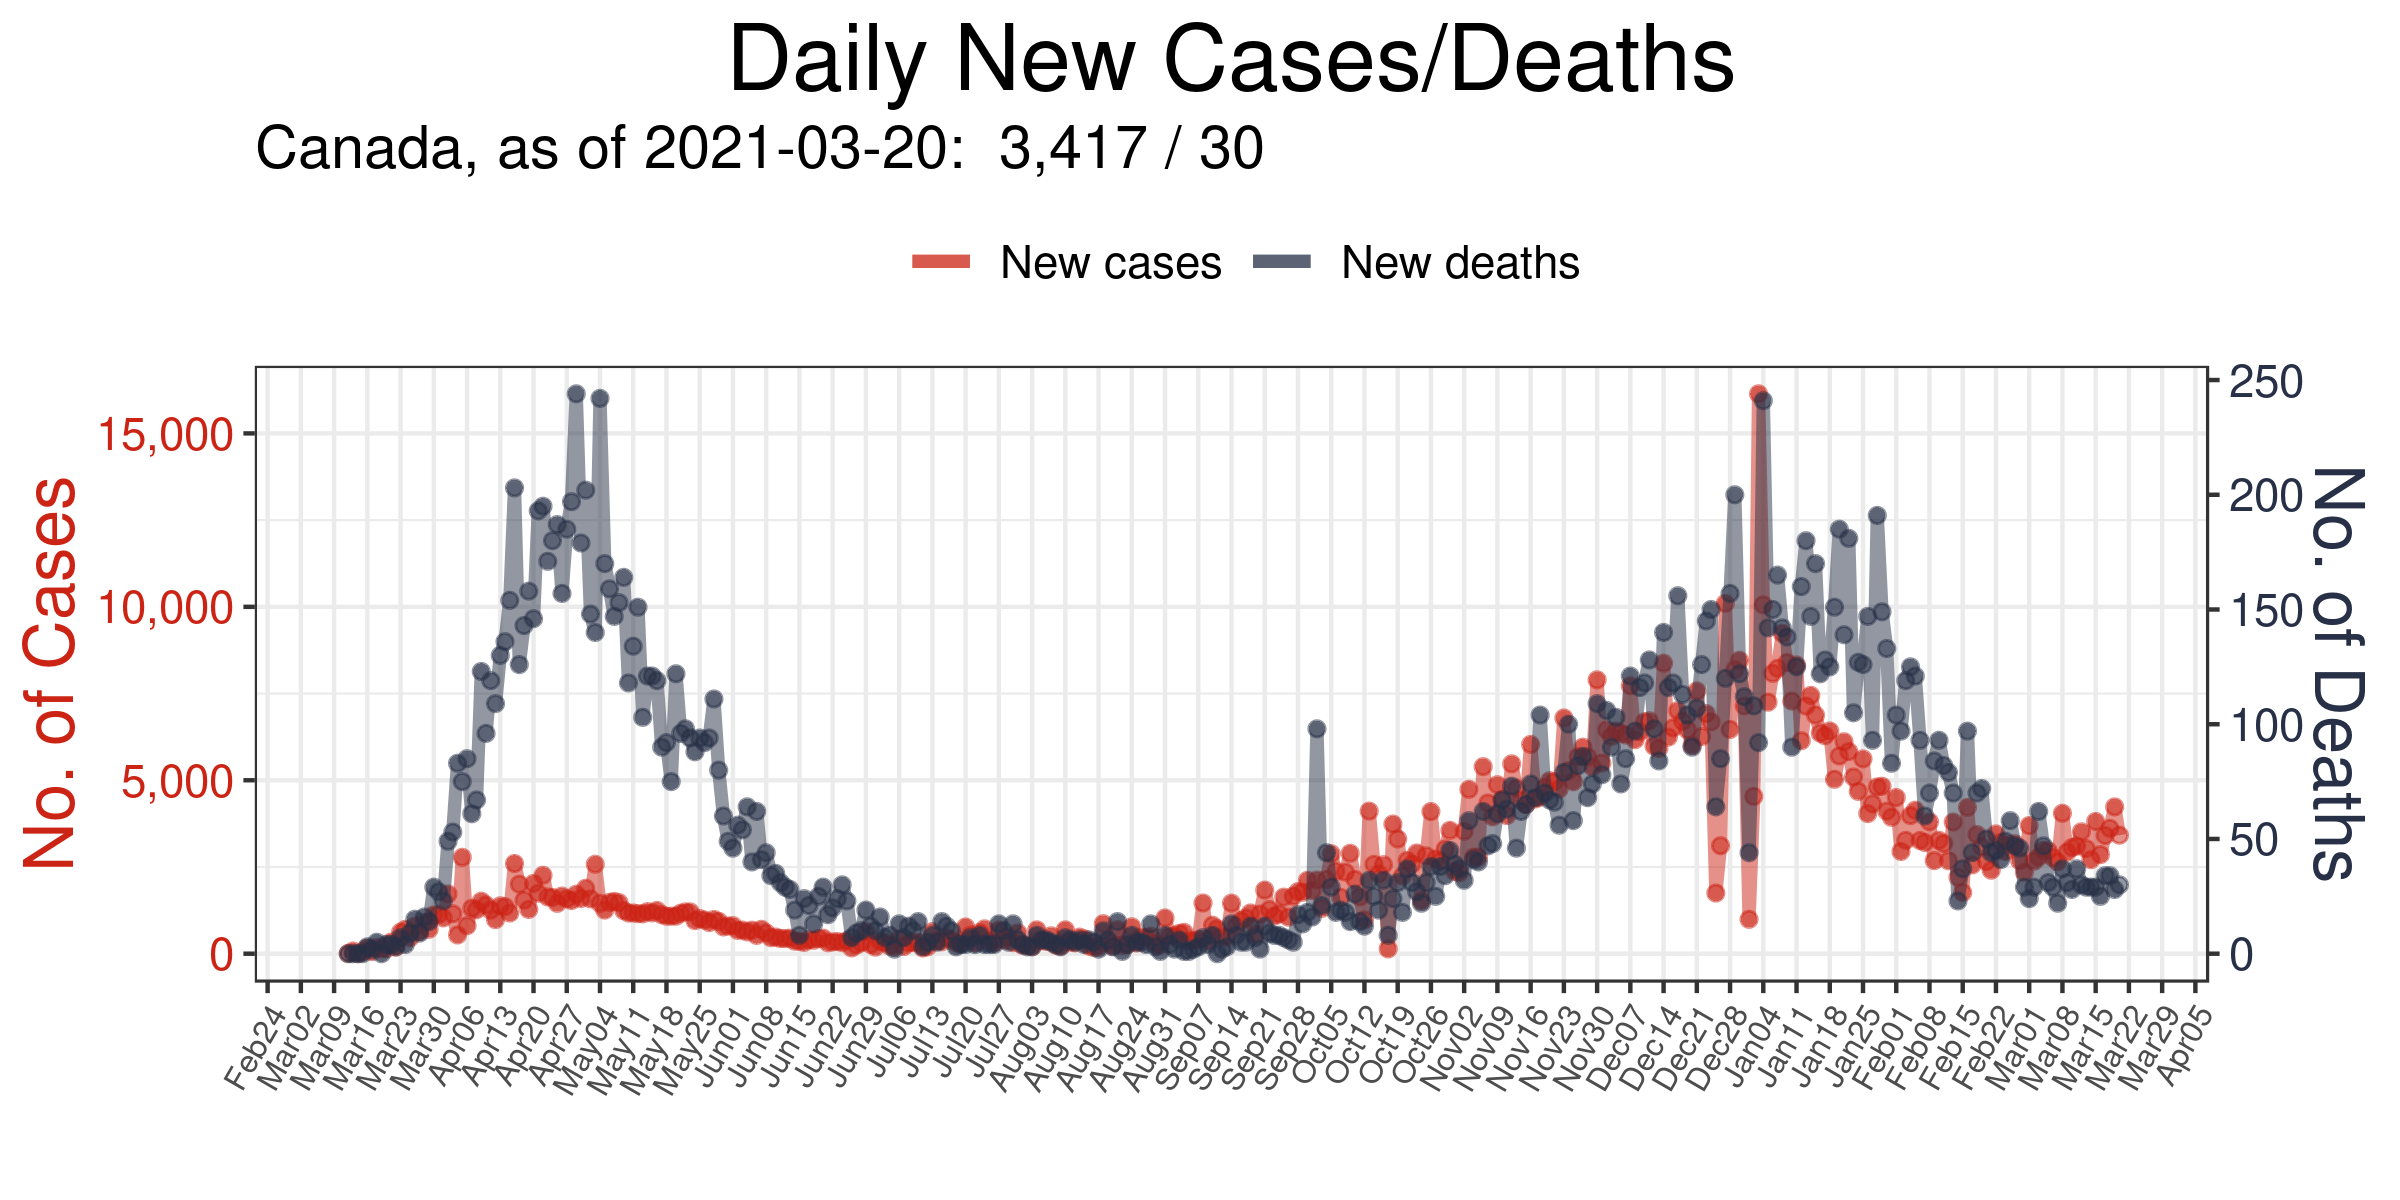 Daily New Cases/Deaths
Canada, as of 2021-03-20:  3,417 / 30
New cases
New deaths
No. of Cases
15,000
10,000
5,000
0
250
200
150
100
50
0
No. of Deaths
Feb24
Mar02
Mar09
Mar16
Mar23
Mar30
Apr06
Apr13
Apr20
Apr27
May04
May11
May18
May25
Jun01
Jun08
Jun15
Jun22
Jun29
Jul06
Jul13
Jul20
Jul27
Aug03
Aug10
Aug17
Aug24
Aug31
Sep07
Sep14
Sep21
Sep28
Oct05
Oct12
Oct19
Oct26
Nov02
Nov09
Nov16
Nov23
Nov30
Dec07
Dec14
Dec21
Dec28
Jan04
Jan11
Jan18
Jan25
Feb01
Feb08
Feb15
Feb22
Mar01
Mar08
Mar15
Mar22
Mar29
Apr05